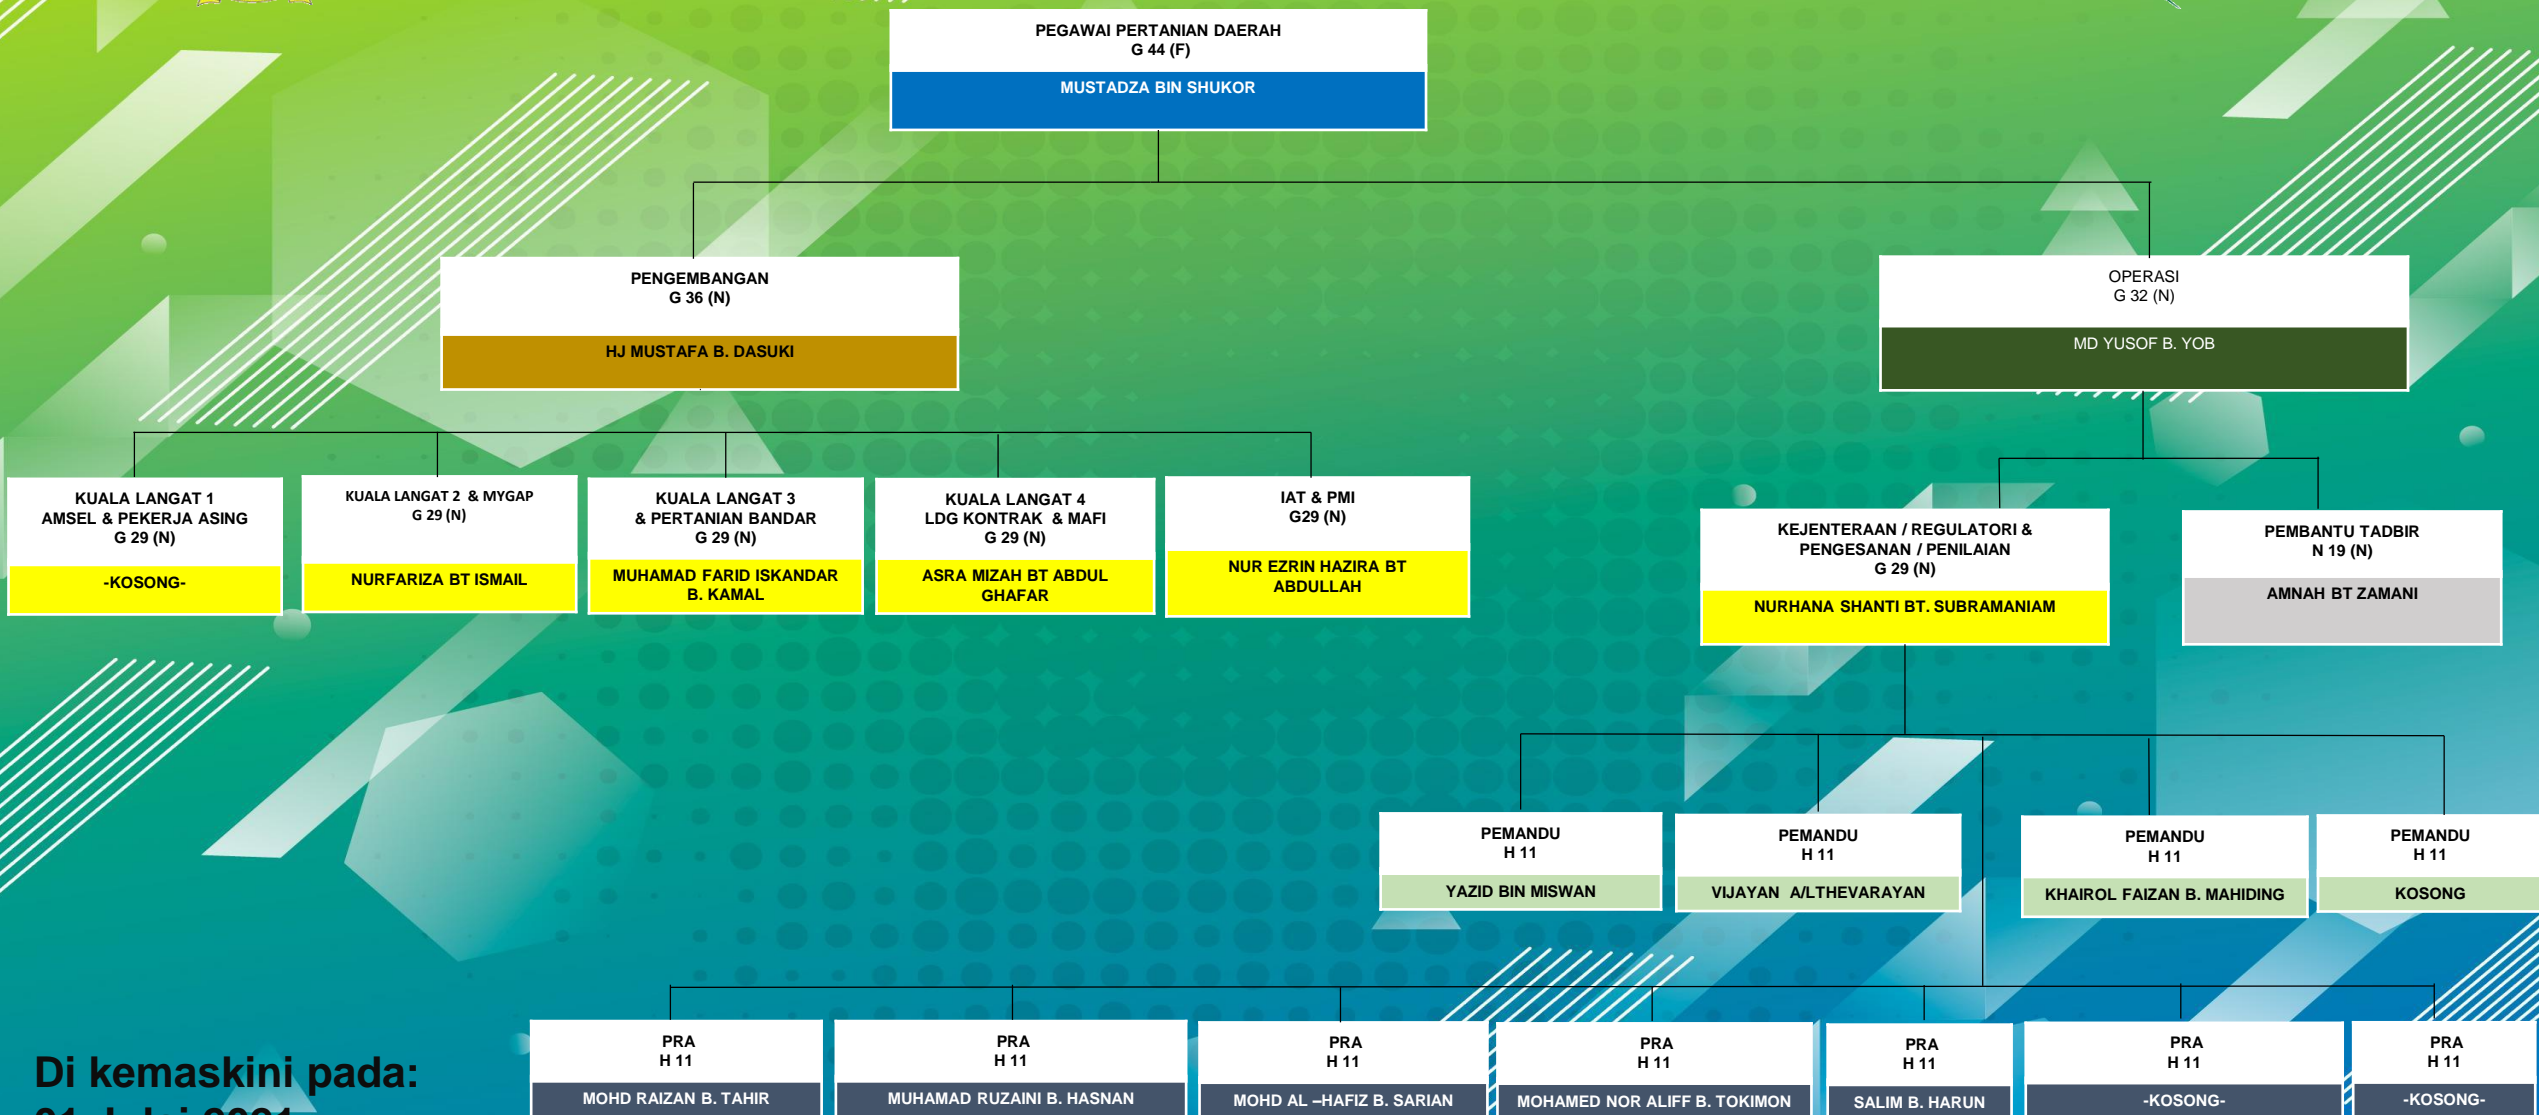 PEGAWAI PERTANIAN DAERAH
G 44 (F)
MUSTADZA BIN SHUKOR
PENGEMBANGAN
G 36 (N)
HJ MUSTAFA B. DASUKI
OPERASI
G 32 (N)
MD YUSOF B. YOB
KUALA LANGAT 1
AMSEL & PEKERJA ASING
G 29 (N)
-KOSONG-
KUALA LANGAT 2 & MYGAP
G 29 (N)
NURFARIZA BT ISMAIL
KUALA LANGAT 3
& PERTANIAN BANDAR
G 29 (N)
MUHAMAD FARID ISKANDAR
B. KAMAL
KUALA LANGAT 4
LDG KONTRAK & MAFI
G 29 (N)
ASRA MIZAH BT ABDUL
GHAFAR
IAT & PMI
G29 (N)
NUR EZRIN HAZIRA BT
ABDULLAH
KEJENTERAAN / REGULATORI &
PENGESANAN / PENILAIAN
G 29 (N)
NURHANA SHANTI BT. SUBRAMANIAM
PEMBANTU TADBIR
N 19 (N)
AMNAH BT ZAMANI
PEMANDU
H 11
YAZID BIN MISWAN
PEMANDU
H 11
VIJAYAN A/LTHEVARAYAN
PEMANDU
H 11
KHAIROL FAIZAN B. MAHIDING
PEMANDU
H 11
KOSONG
PRA
H 11
MOHD RAIZAN B. TAHIR
PRA
H 11
MUHAMAD RUZAINI B. HASNAN
PRA
H 11
MOHD AL –HAFIZ B. SARIAN
PRA
H 11
MOHAMED NOR ALIFF B. TOKIMON
PRA
H 11
SALIM B. HARUN
PRA
H 11
-KOSONG-
PRA
H 11
-KOSONG-
Di kemaskini pada: